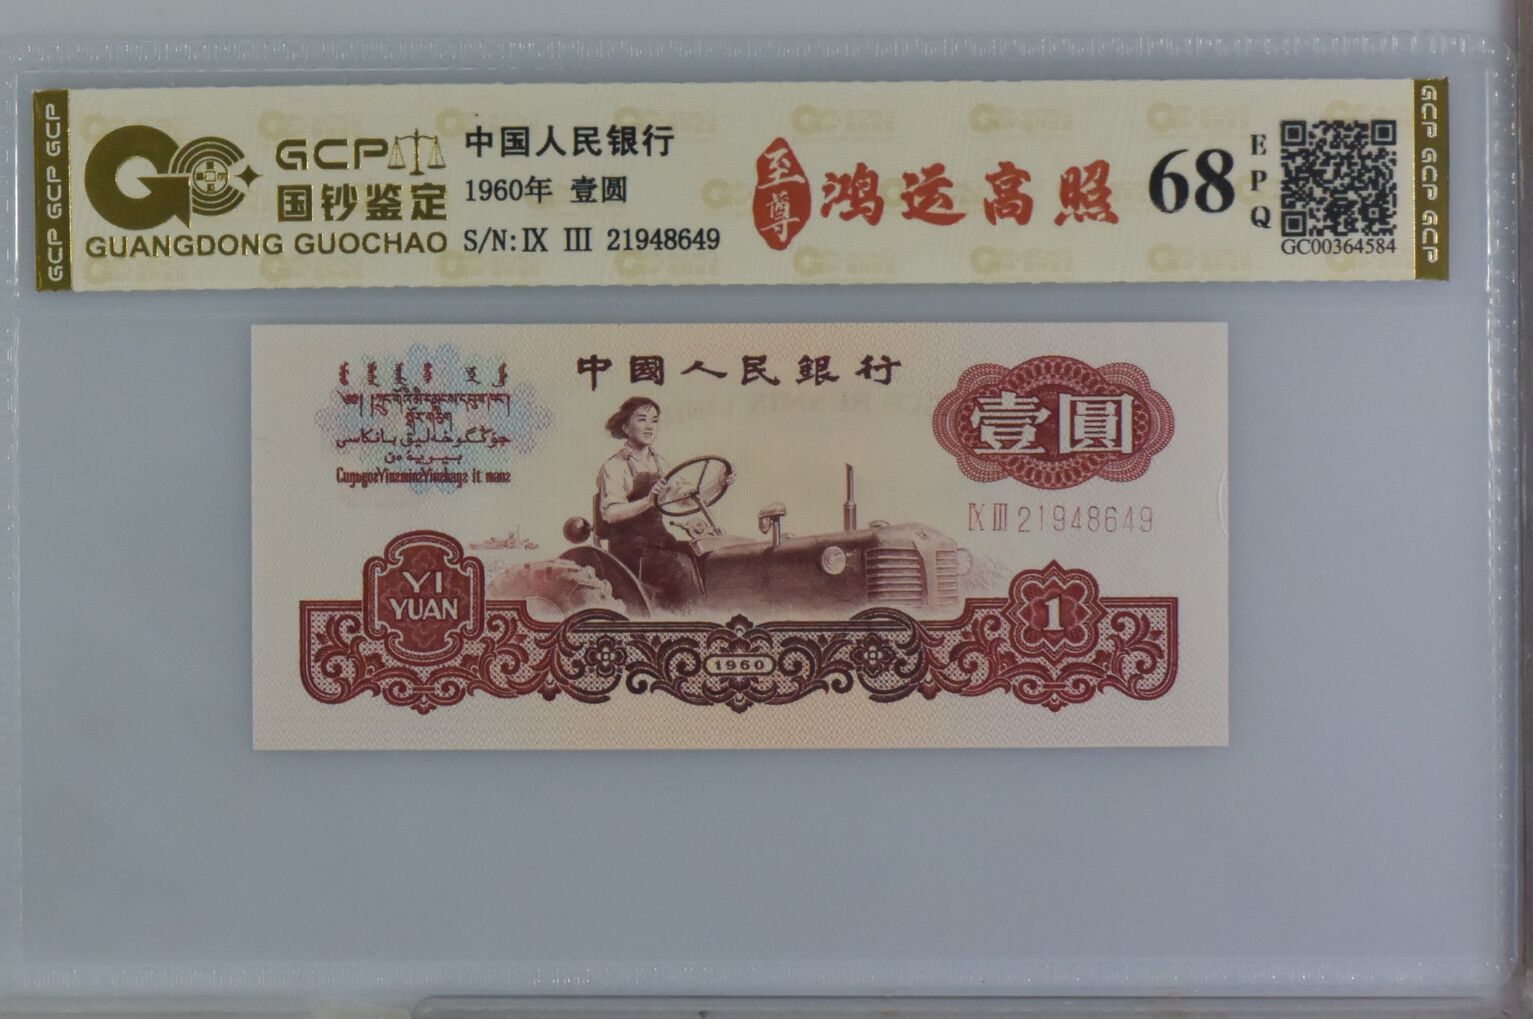 GCP GCP GCP
GCP
国钞鉴定
GUANGDONG GUOCHAO
中国人民银行
1960年 壹圆
S/N: IX III 21948649
至尊
鸿运高照
68
EPQ
GC00364584
GCP GCP GCP
中國人民銀行
壹圓
IX III 21948649
YI
YUAN
1960
1